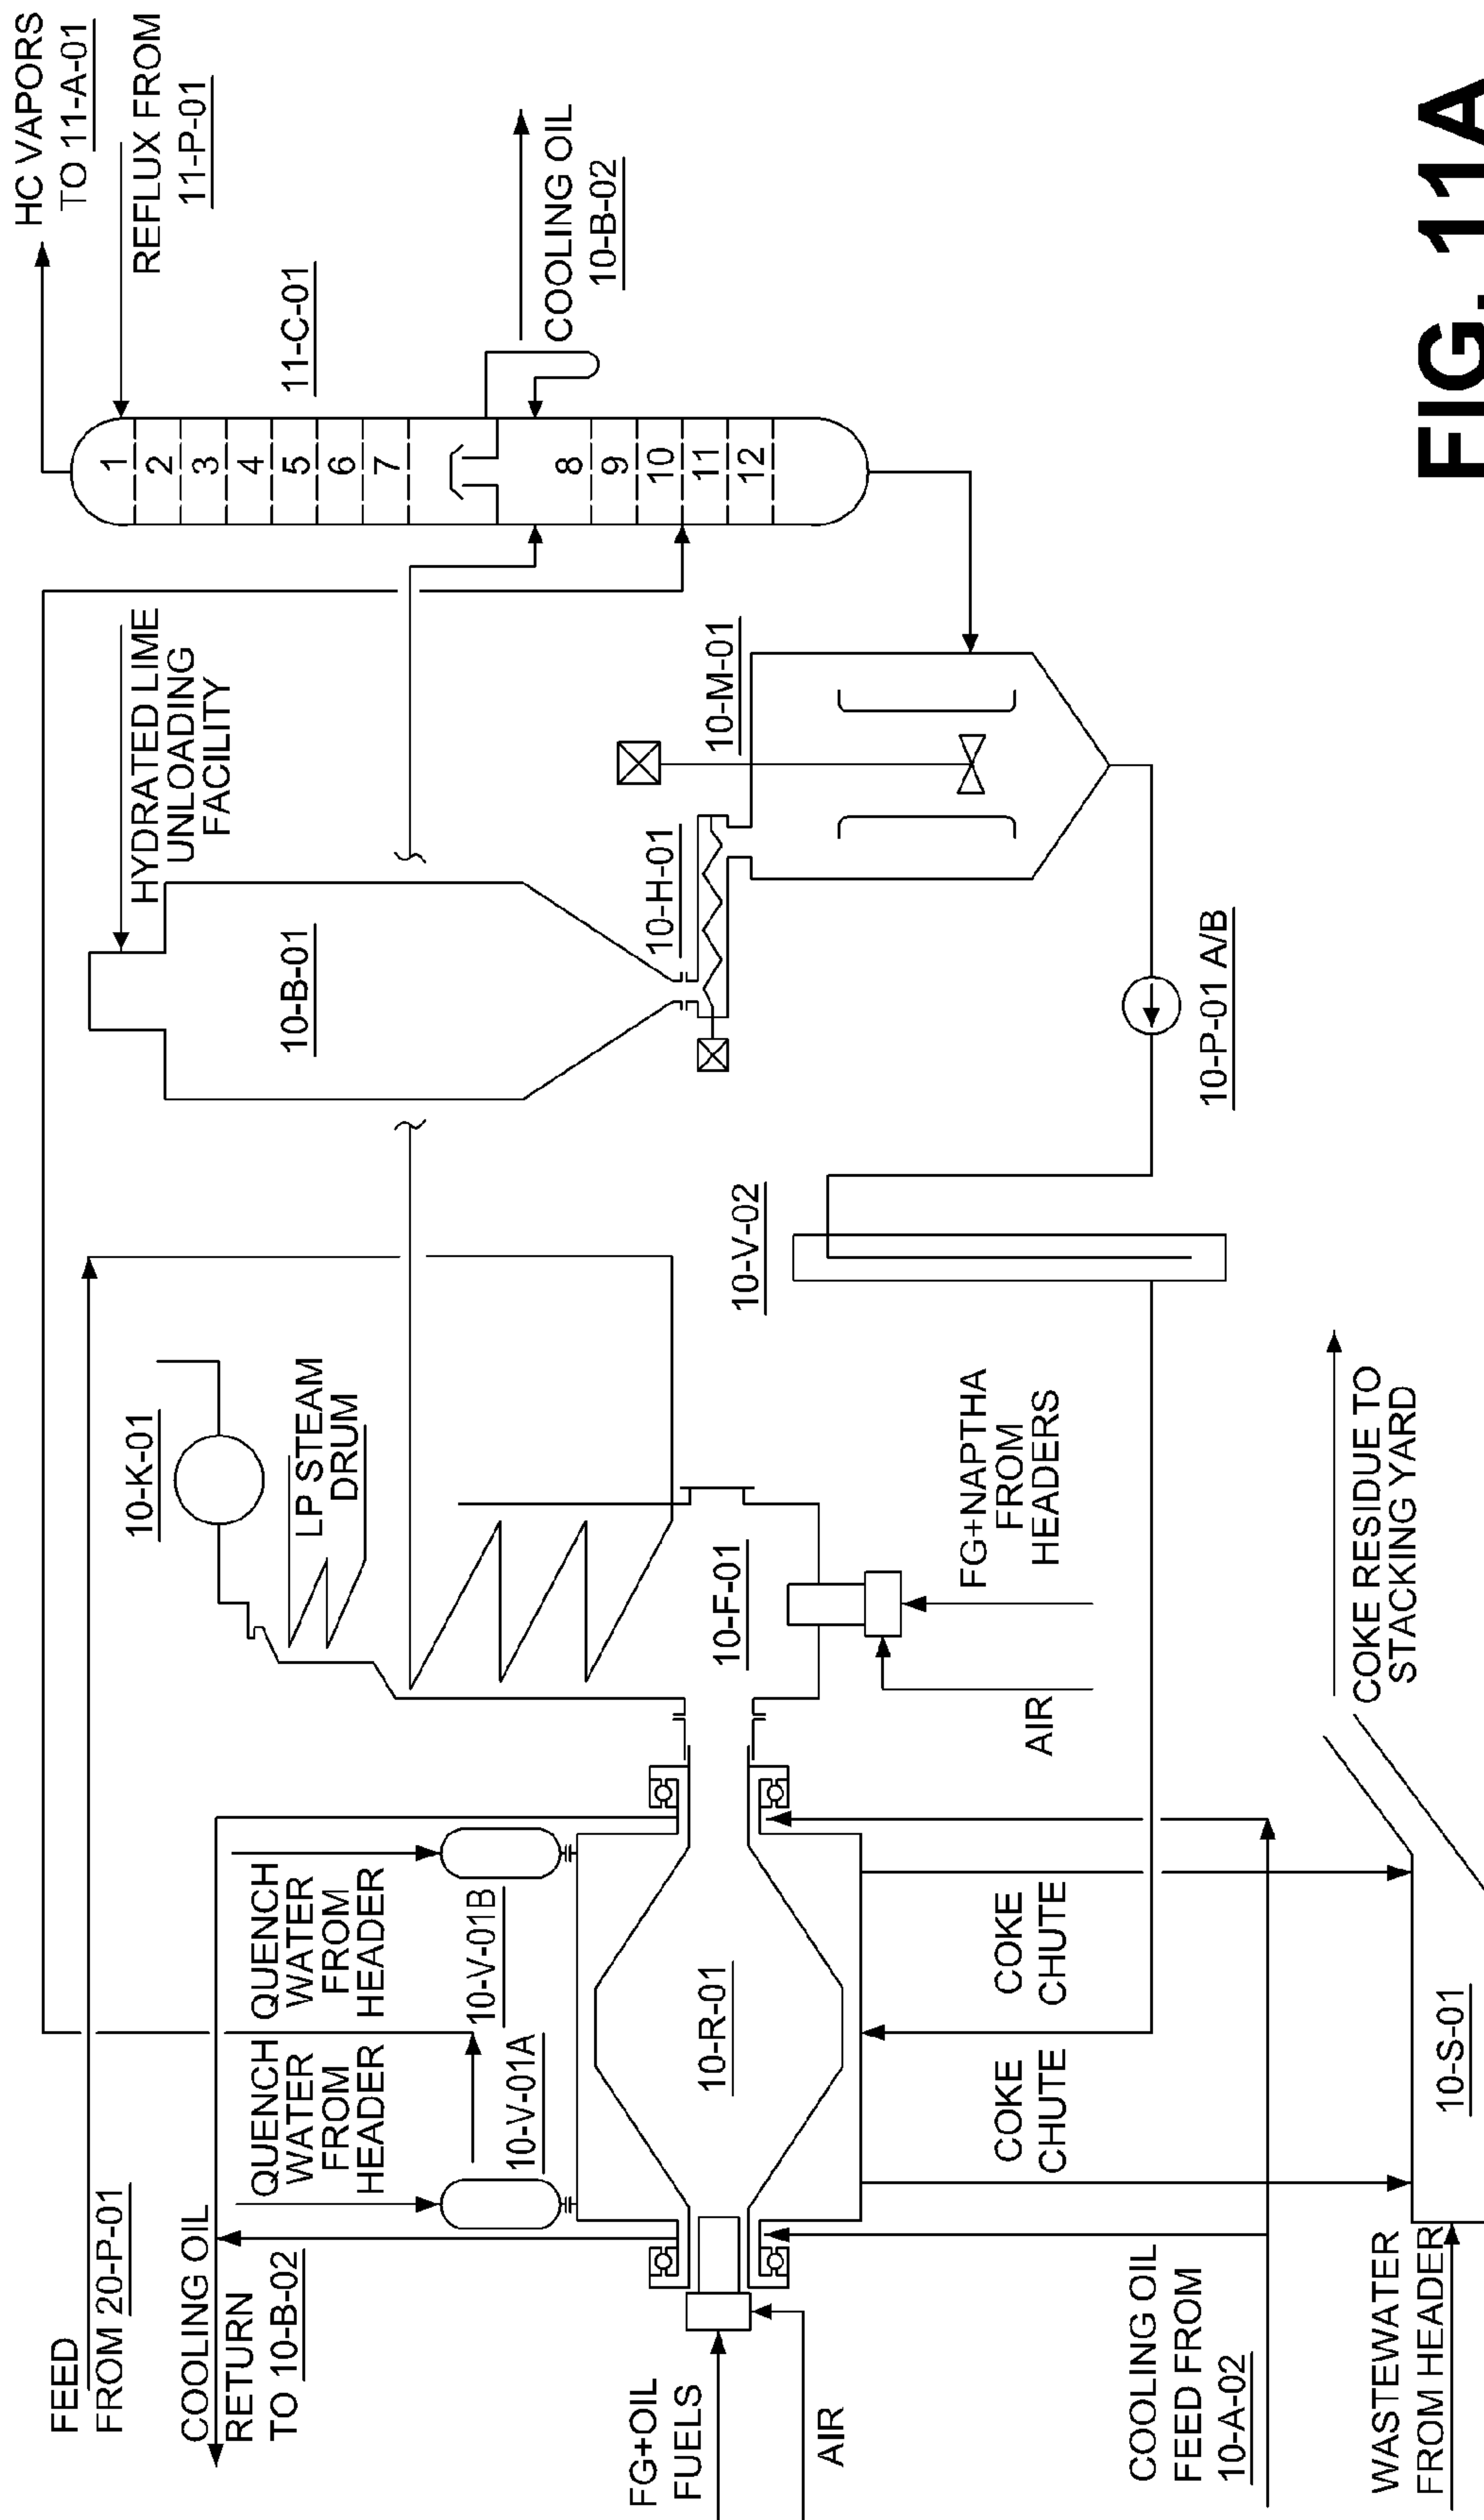 HC VAPORS
TO 11-A-01
REFLUX FROM
11-P-01
11-C-01
1
2
3
4
5
6
7
8
9
10
11
12
COOLING OIL
10-B-02
HYDRATED LIME
UNLOADING
FACILITY
10-B-01
10-H-01
10-M-01
10-P-01 A/B
10-V-02
10-K-01
LP STEAM
DRUM
10-F-01
FG+NAPTHA
FROM
HEADERS
AIR
COKE RESIDUE TO
STACKING YARD
QUENCH
WATER
FROM
HEADER
10-V-01B
QUENCH
WATER
FROM
HEADER
10-V-01A
10-R-01
COKE
CHUTE
COKE
CHUTE
10-S-01
FEED
FROM 20-P-01
COOLING OIL
RETURN
TO 10-B-02
FG+OIL
FUELS
AIR
COOLING OIL
FEED FROM
10-A-02
WASTEWATER
FROM HEADER
FIG. 11A